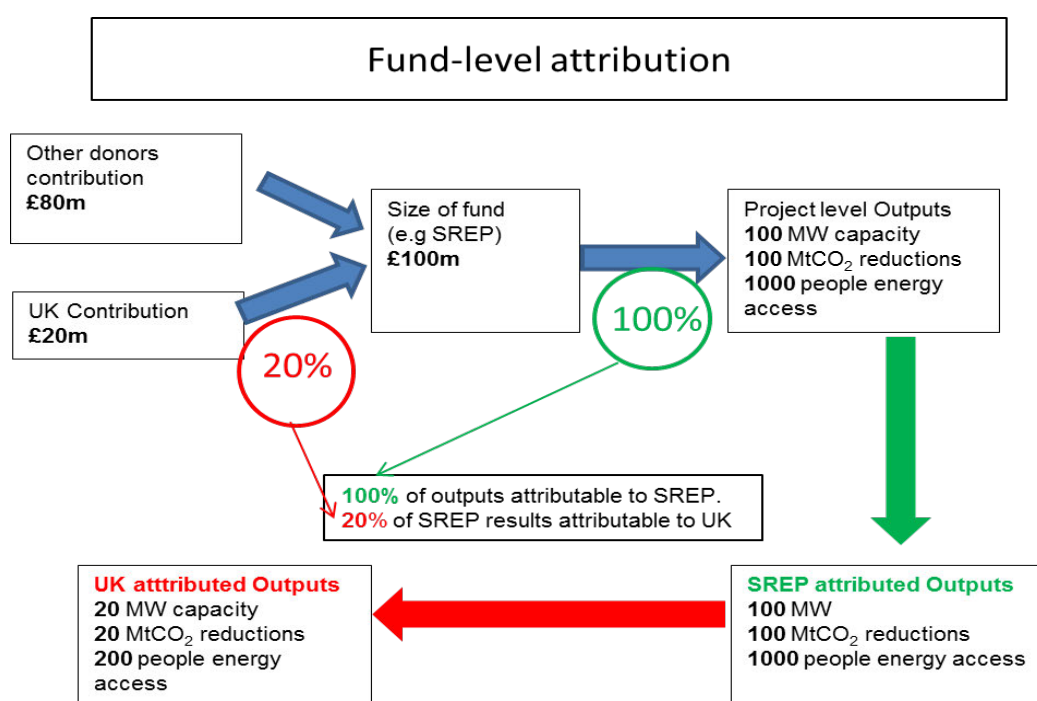 Fund-level attribution
Other donors
contribution
£80m
UK Contribution
£20m
Size of fund
(e.g SREP)
£100m
Project level Outputs
100 MW capacity
100 MtCO₂ reductions
1000 people energy
access
20%
100%
100% of outputs attributable to SREP.
20% of SREP results attributable to UK
UK atttributed Outputs
20 MW capacity
20 MtCO₂ reductions
200 people energy
access
SREP attributed Outputs
100 MW
100 MtCO₂ reductions
1000 people energy access